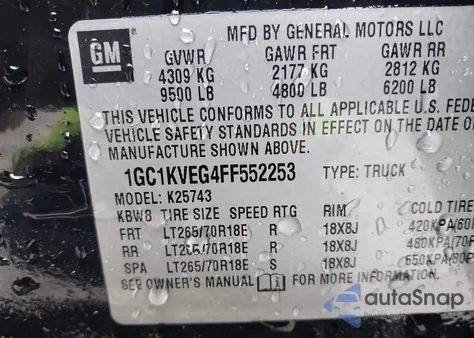 MFD BY GENERAL MOTORS LLC
GM
GVWR GAWR FRT GAWR RR
4309 KG 2177 KG 2812 KG
9500 LB 4800 LB 6200 LB
THIS VEHICLE CONFORMS TO ALL APPLICABLE U.S. FEDE
VEHICLE SAFETY STANDARDS IN EFFECT ON THE DATE
MANUFACTURE SHOWN ABOVE.
1GC1KVEG4FF552253 TYPE: TRUCK
MODEL: K25743
KBW8 TIRE SIZE SPEED RTG RIM COLD TIRE
FRT LT265/70R18E R 18X8J 420KPA/60
RR LT265/70R18E R 18X8J 480KPA/70
SPA LT265/70R18E S 18X8J 550KPA/80
SEE OWNER'S MANUAL FOR MORE INFORMATION.
autoSnap